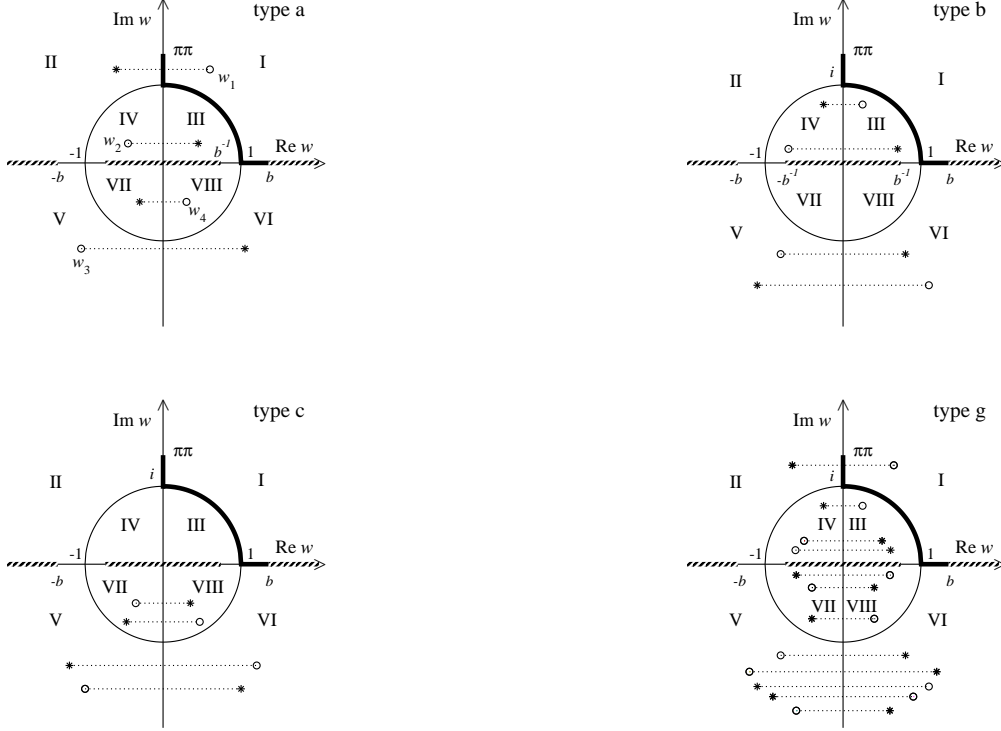 type a
Im w
ππ
II
I
w1
IV
III
w2
b-1
-1
1
Re w
-b
b
VII
VIII
V
VI
w4
w3
type b
Im w
ππ
i
II
I
IV
III
-1
1
Re w
-b
-b-1
b-1
b
VII
VIII
V
VI
type c
Im w
ππ
i
II
I
IV
III
-1
1
Re w
-b
b
VII
VIII
V
VI
type g
Im w
ππ
i
II
I
IV
III
-1
1
Re w
-b
b
VII
VIII
V
VI